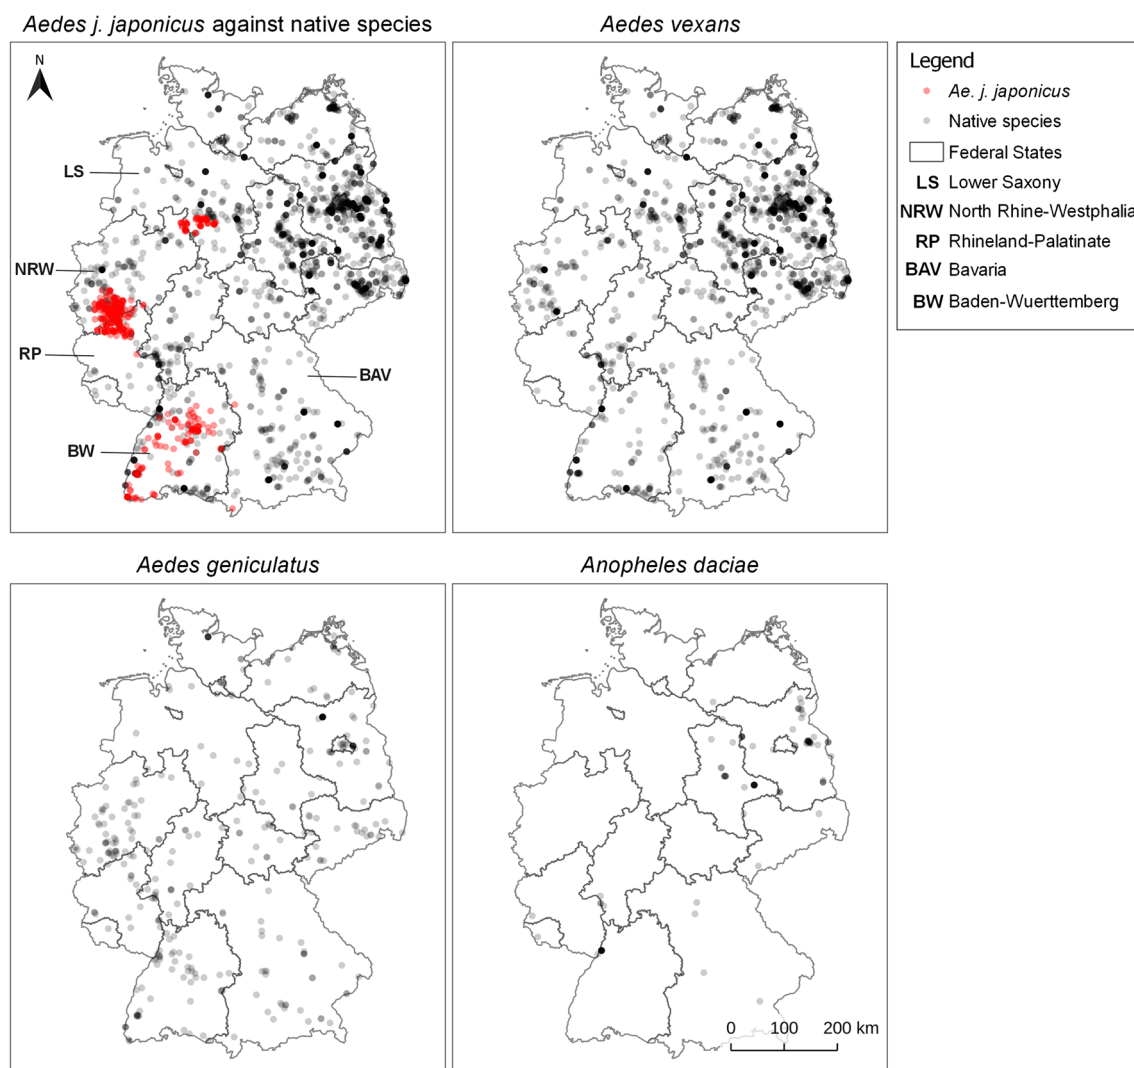 Aedes j. japonicus against native species
Aedes vexans
N
LS
NRW
RP
BAV
BW
Legend
Ae. j. japonicus
Native species
Federal States
LS Lower Saxony
NRW North Rhine-Westphalia
RP Rhineland-Palatinate
BAV Bavaria
BW Baden-Wuerttemberg
Aedes geniculatus
Anopheles daciae
0 100 200 km